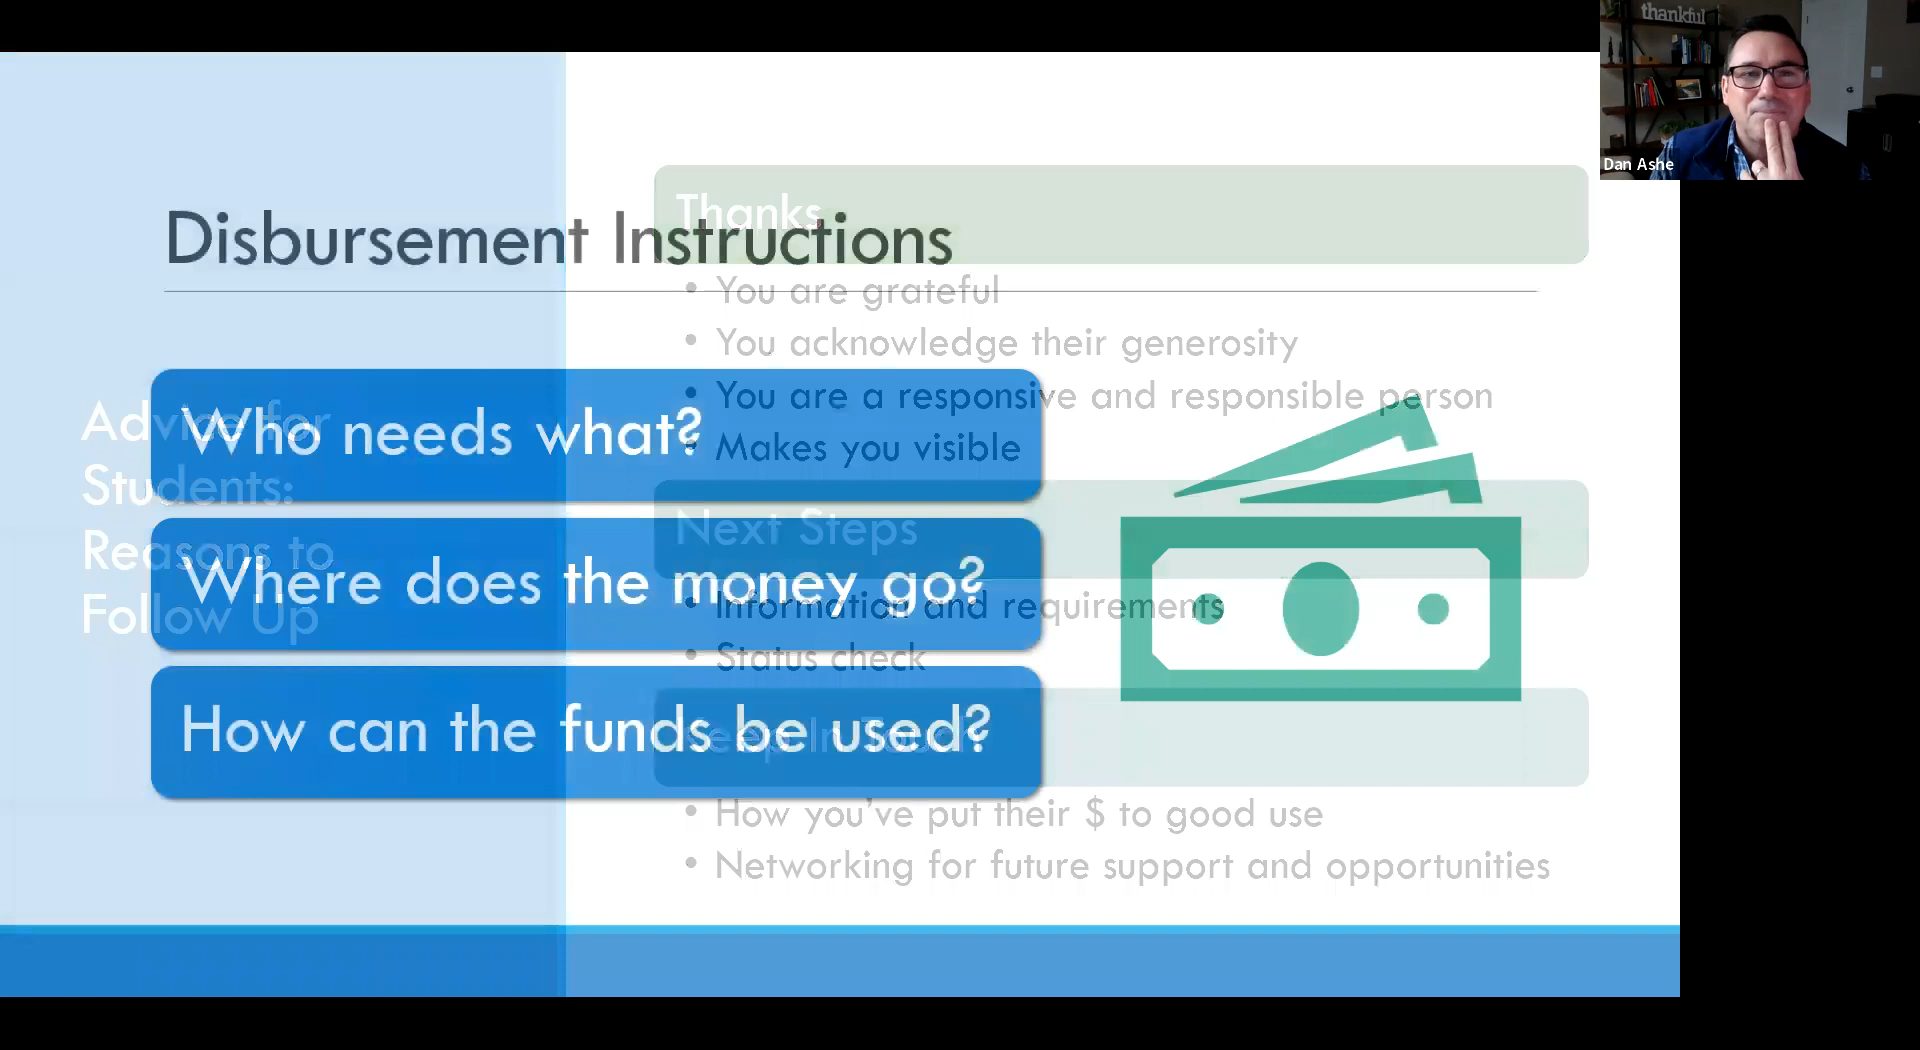 thankful
Dan Ashe
Disbursement Instructions
Who needs what?
Where does the money go?
How can the funds be used?
Advice for
Students:
Reasons to
Follow Up
Thanks
• You are grateful
• You acknowledge their generosity
• You are a responsive and responsible person
• Makes you visible
Next Steps
• Information and requirements
• Status check
Keep In Touch
• How you’ve put their $ to good use
• Networking for future support and opportunities